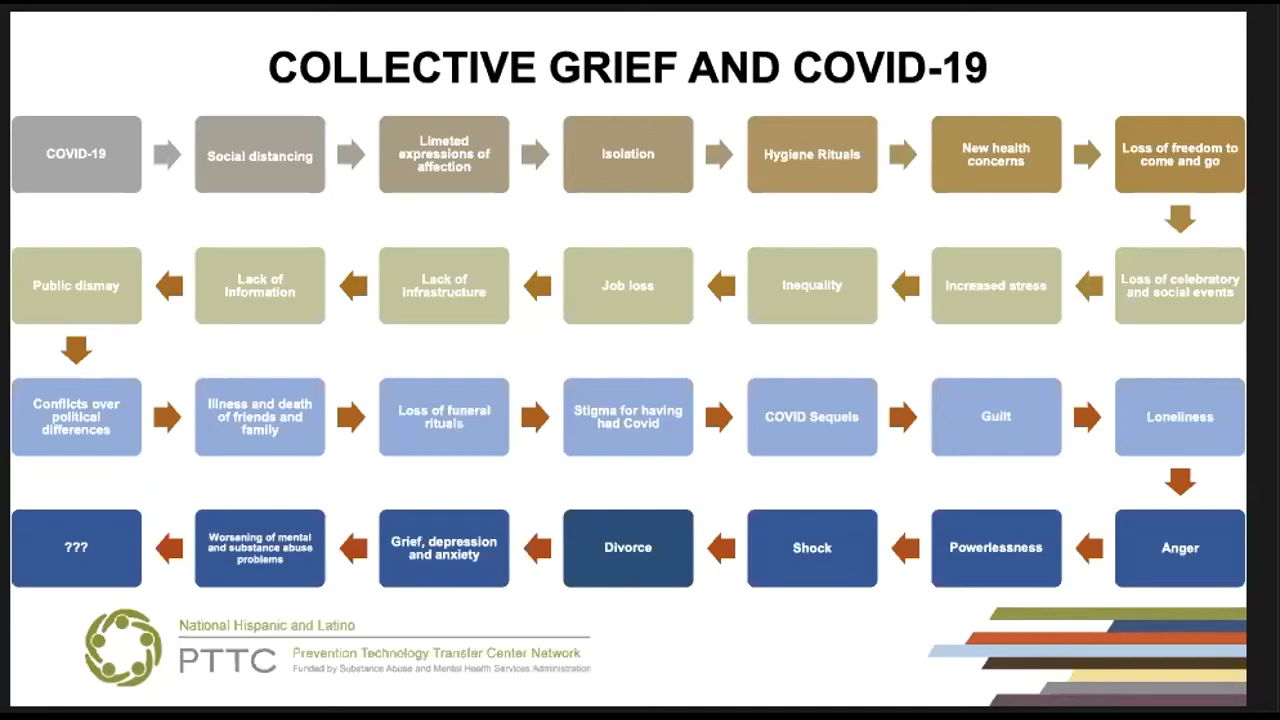 COLLECTIVE GRIEF AND COVID-19
COVID-19
Social distancing
Limeted
expressions of
affection
Isolation
Hygiene Rituals
New health
concerns
Loss of freedom to
come and go
Loss of celebratory
and social events
Increased stress
Inequality
Job loss
Lack of
Infrastructure
Lack of
Information
Public dismay
Conflicts over
political
differences
Illness and death
of friends and
family
Loss of funeral
rituals
Stigma for having
had Covid
COVID Sequels
Guilt
Loneliness
Anger
Powerlessness
Shock
Divorce
Grief, depression
and anxiety
Worsening of mental
and substance abuse
problems
???
National Hispanic and Latino
PTTC
Prevention Technology Transfer Center Network
Funded by Substance Abuse and Mental Health Services Administration